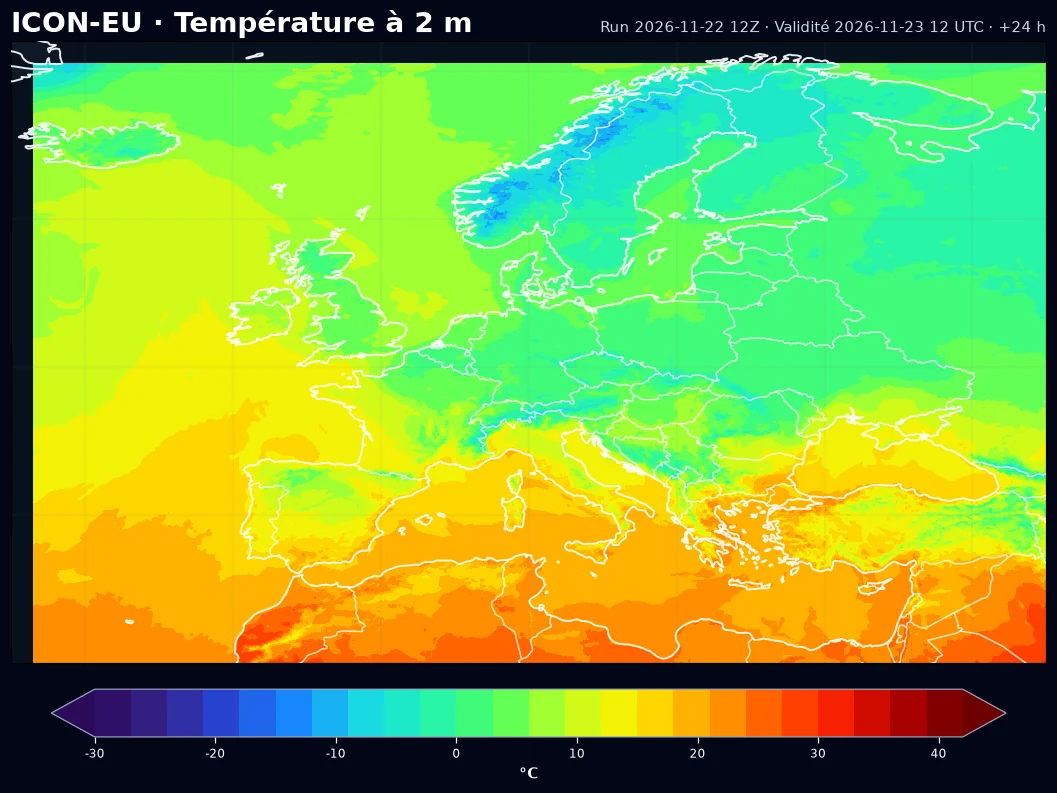 ICON-EU · Température à 2 m
Run 2026-11-22 12Z · Validité 2026-11-23 12 UTC · +24 h
-30 -20 -10 0 10 20 30 40
°C